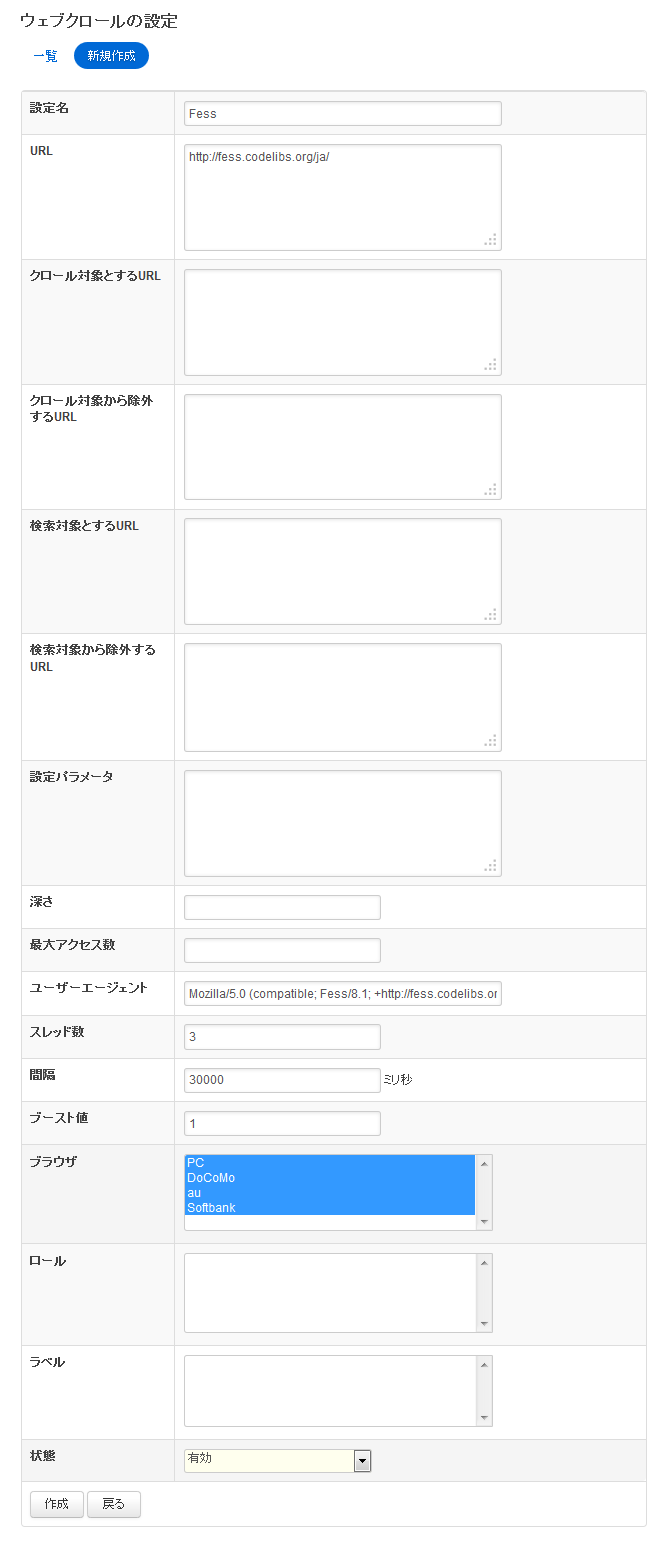 ウェブクロールの設定
一覧 新規作成
設定名 Fess
URL http://fess.codelibs.org/ja/
クロール対象とするURL
クロール対象から除外
するURL
検索対象とするURL
検索対象から除外する
URL
設定パラメータ
深さ
最大アクセス数
ユーザーエージェント Mozilla/5.0 (compatible; Fess/8.1; +http://fess.codelibs.or
スレッド数 3
間隔 30000 ミリ秒
ブースト値 1
ブラウザ PC
DoCoMo
au
Softbank
ロール
ラベル
状態 有効
作成 戻る